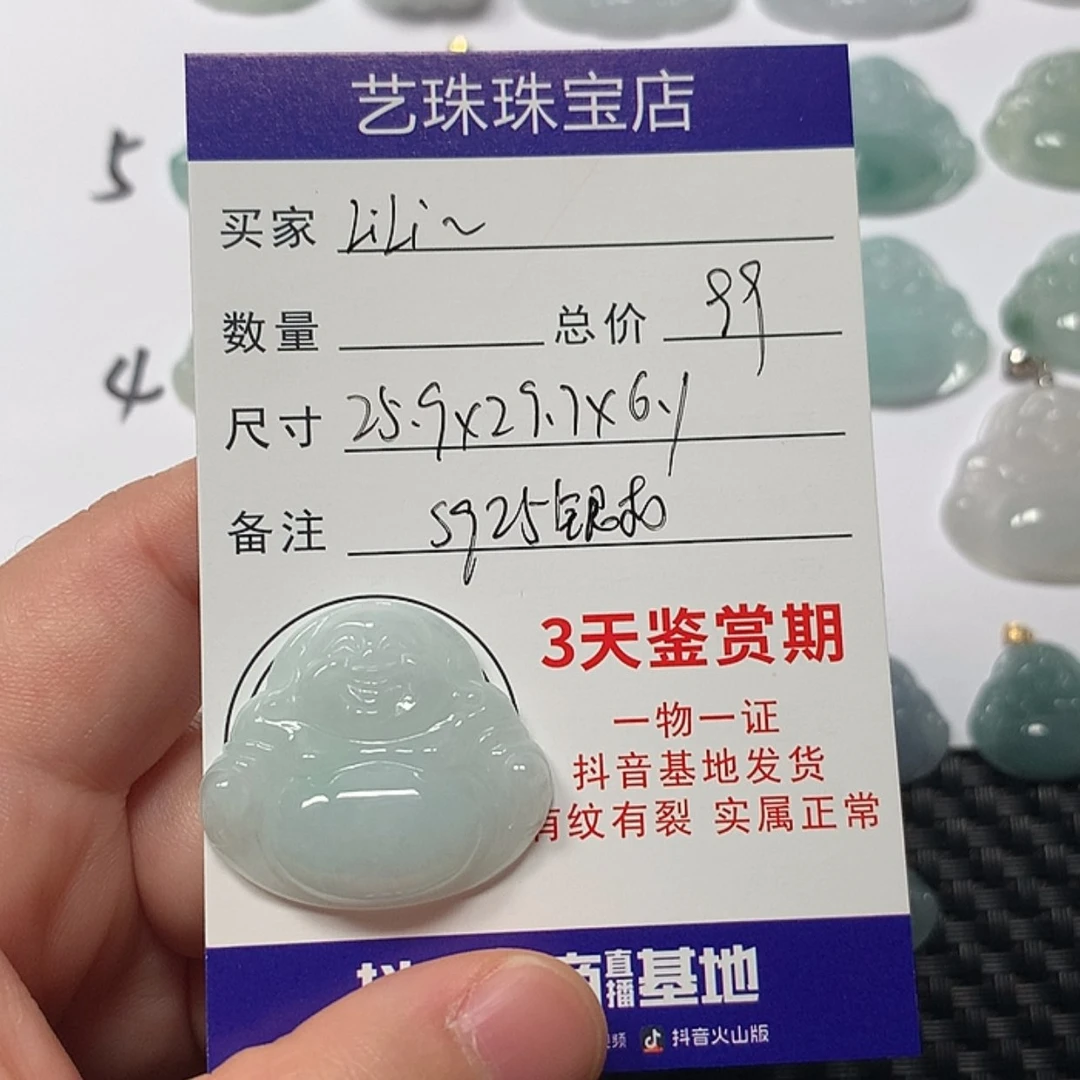 艺珠珠宝店
5
买家 LiLi~
数量 总价 99
4
尺寸 25.9x29.7x6.1
备注 S925银扣
3天鉴赏期
一物一证
抖音基地发货
有纹有裂 实属正常
直播基地
抖音火山版